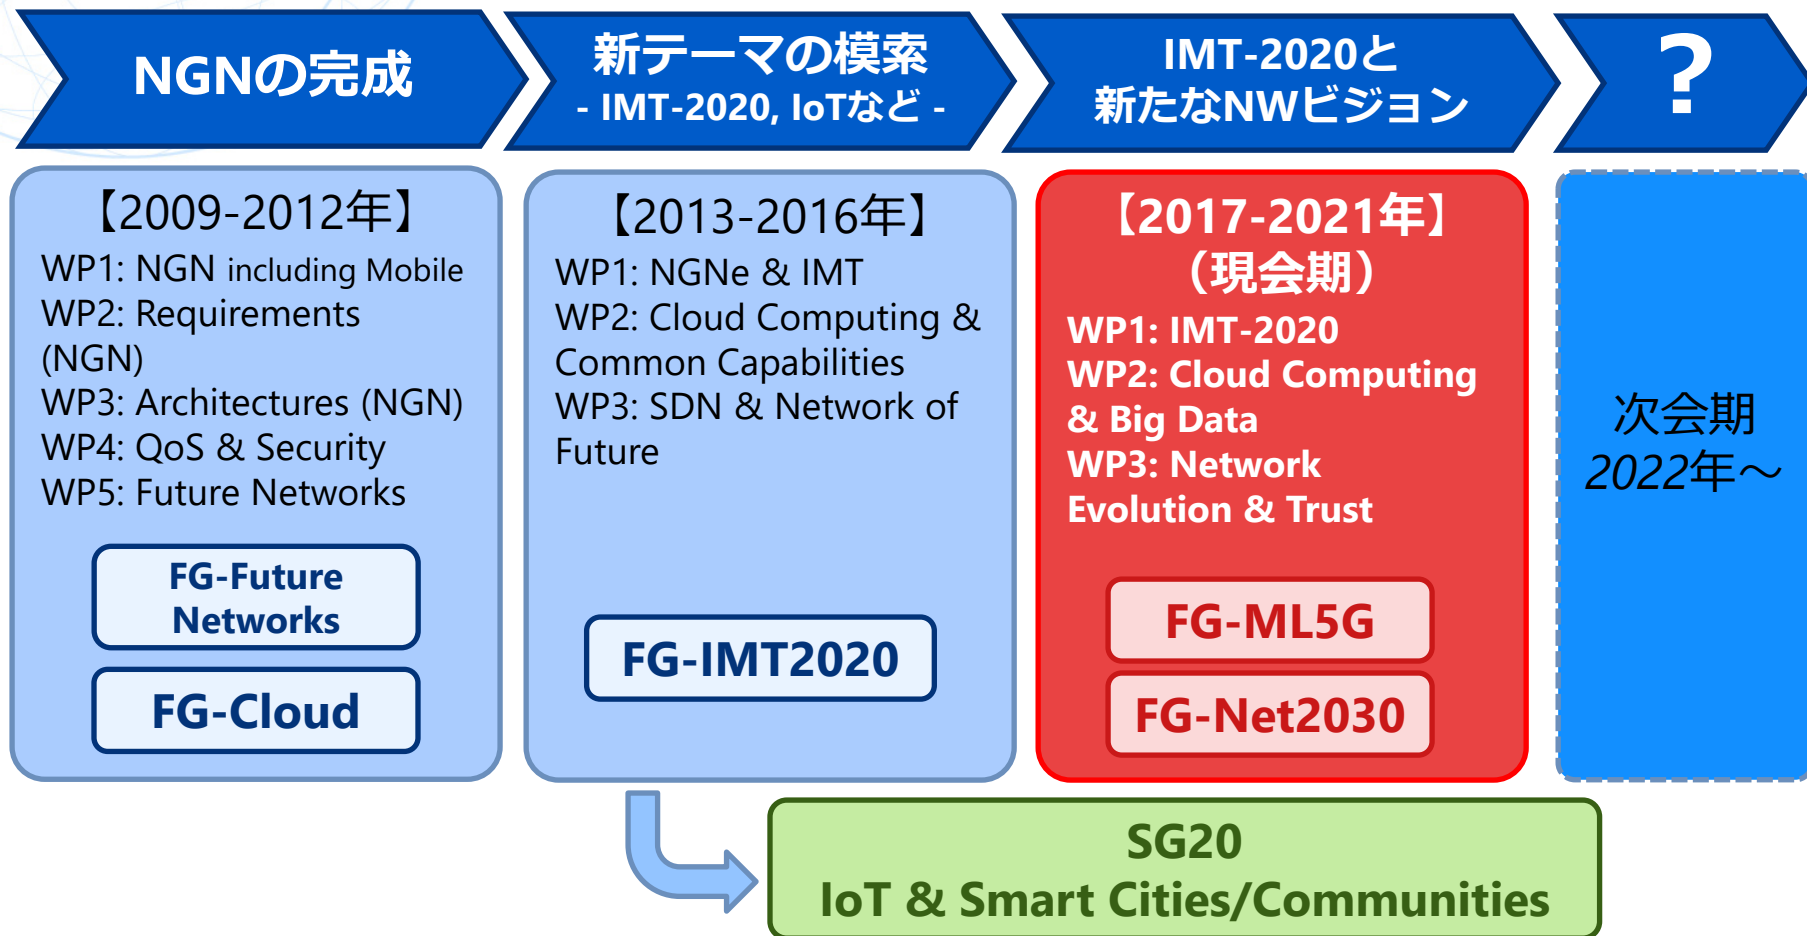 NGNの完成
新テーマの模索
- IMT-2020, IoTなど -
IMT-2020と
新たなNWビジョン
?
【2009-2012年】
WP1: NGN including Mobile
WP2: Requirements
(NGN)
WP3: Architectures (NGN)
WP4: QoS & Security
WP5: Future Networks
FG-Future
Networks
FG-Cloud
【2013-2016年】
WP1: NGNe & IMT
WP2: Cloud Computing &
Common Capabilities
WP3: SDN & Network of
Future
FG-IMT2020
【2017-2021年】
（現会期）
WP1: IMT-2020
WP2: Cloud Computing
& Big Data
WP3: Network
Evolution & Trust
FG-ML5G
FG-Net2030
次会期
2022年～
SG20
IoT & Smart Cities/Communities